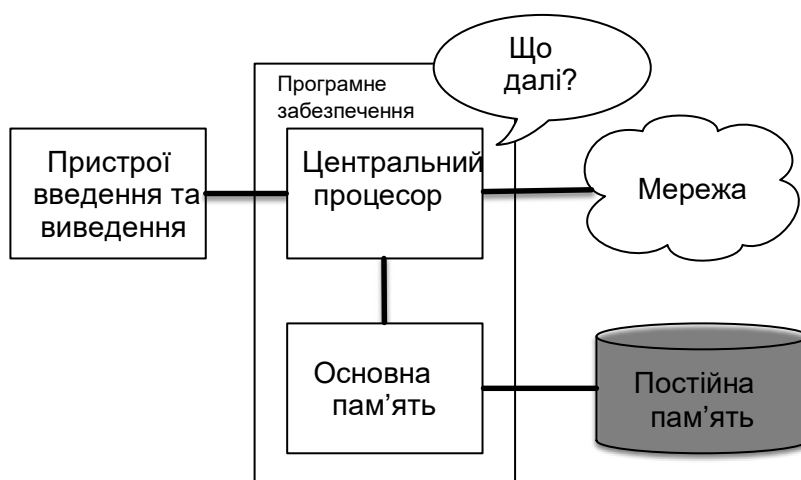 Що
далі?
Програмне
забезпечення
Пристрої
введення та
виведення
Центральний
процесор
Мережа
Основна
пам’ять
Постійна
пам’ять